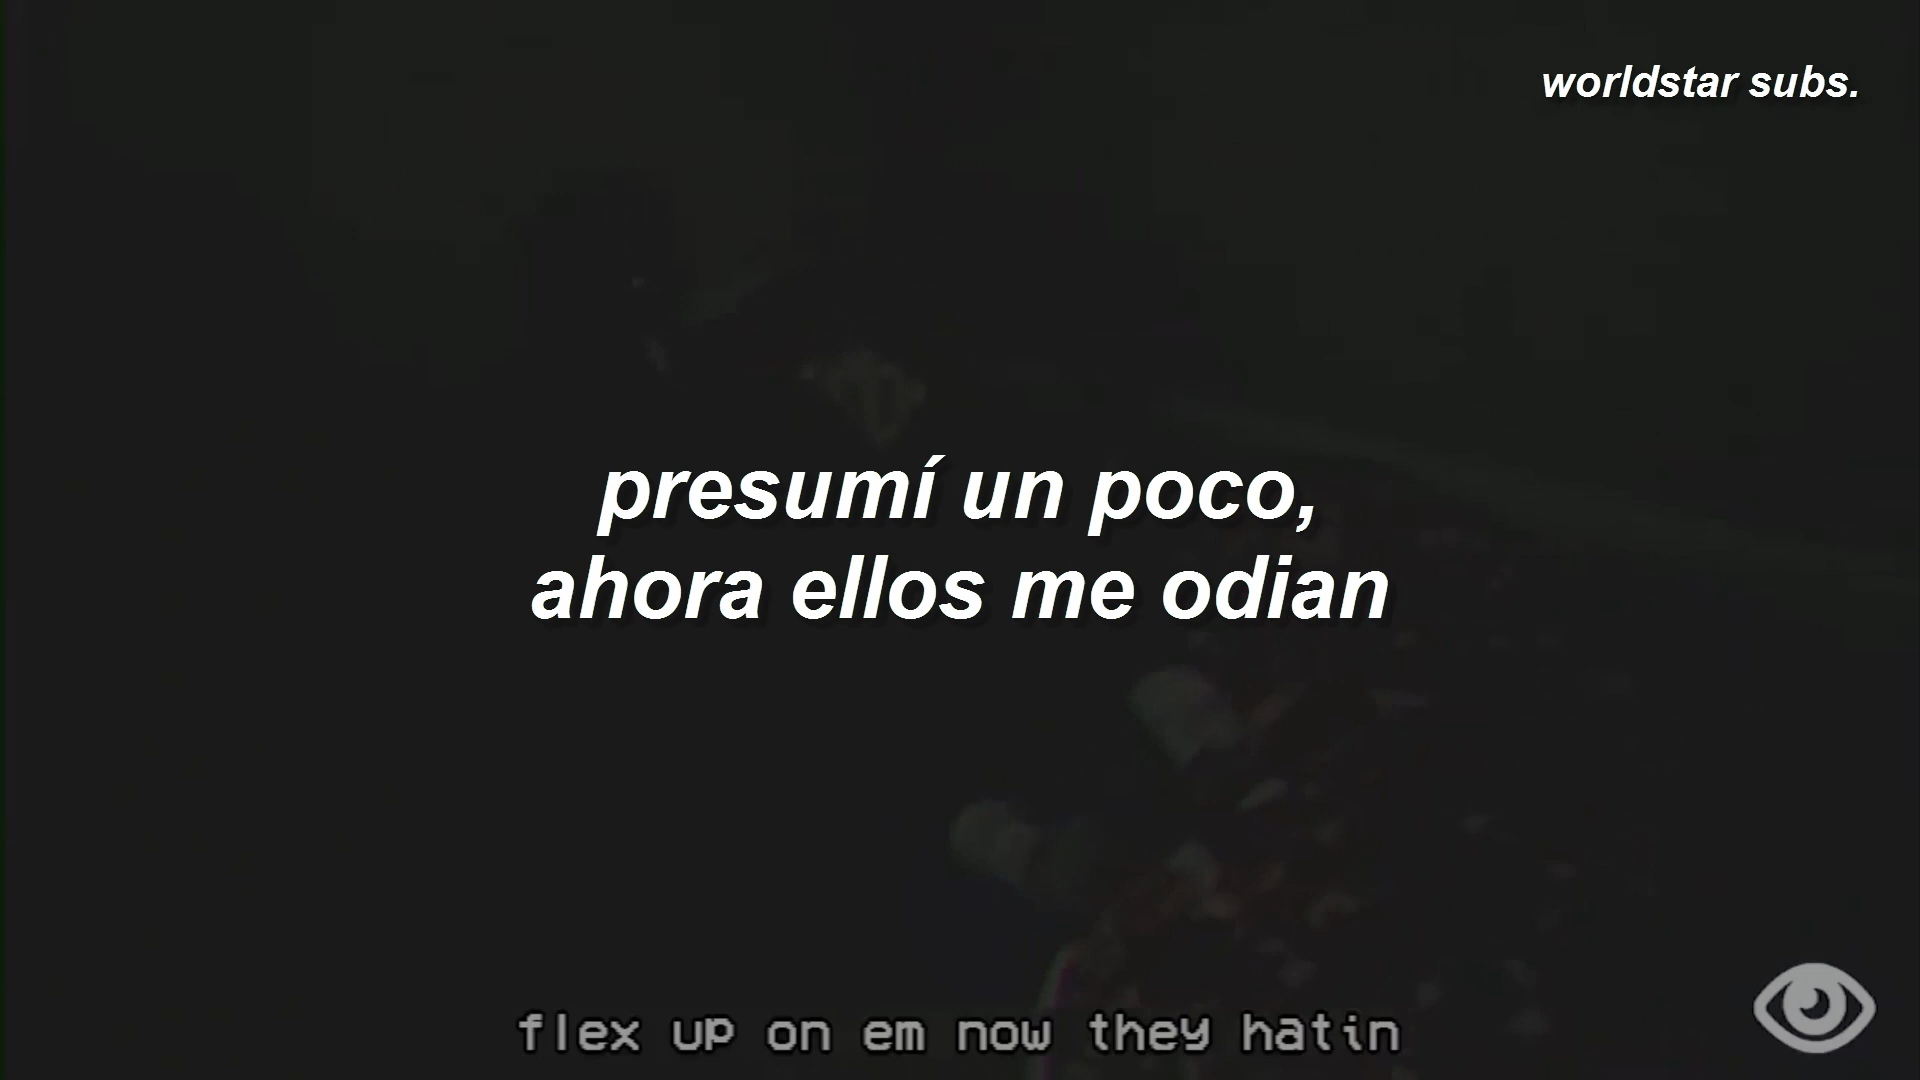 worldstar subs.
presumí un poco,
ahora ellos me odian
flex up on em now they hatin